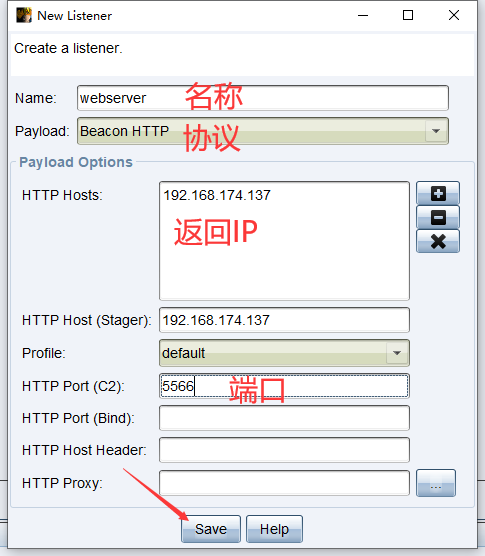 New Listener
Create a listener.
Name: webserver 名称
Payload: Beacon HTTP 协议
Payload Options
HTTP Hosts: 192.168.174.137
返回IP
HTTP Host (Stager): 192.168.174.137
Profile: default
HTTP Port (C2): 5566 端口
HTTP Port (Bind):
HTTP Host Header:
HTTP Proxy: ...
Save Help